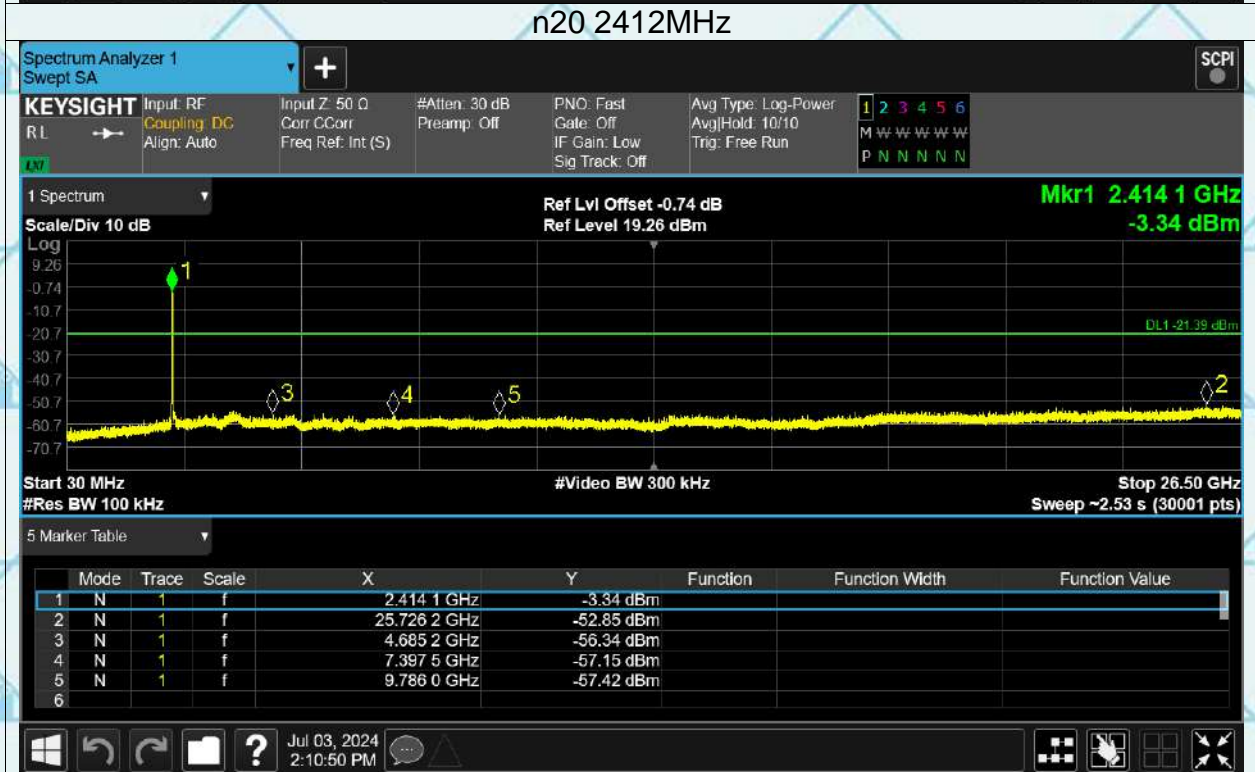 n20 2412MHz
Spectrum Analyzer 1
Swept SA
+
SCPI
KEYSIGHT
RL
LXI
Input: RF
Coupling: DC
Align: Auto
Input Z: 50 Ω
Corr CCorr
Freq Ref: Int (S)
#Atten: 30 dB
Preamp: Off
PNO: Fast
Gate: Off
IF Gain: Low
Sig Track: Off
Avg Type: Log-Power
Avg|Hold: 10/10
Trig: Free Run
1 2 3 4 5 6
M W W W W W
P N N N N N
1 Spectrum
Scale/Div 10 dB
Ref Lvl Offset -0.74 dB
Ref Level 19.26 dBm
Mkr1 2.414 1 GHz
-3.34 dBm
Log
9.26
-0.74
-10.7
-20.7
-30.7
-40.7
-50.7
-60.7
-70.7
1
DL1 -21.39 dBm
3
4
5
2
Start 30 MHz
#Video BW 300 kHz
Stop 26.50 GHz
#Res BW 100 kHz
Sweep ~2.53 s (30001 pts)
5 Marker Table
Mode Trace Scale X Y Function Function Width Function Value
1 N 1 f 2.414 1 GHz -3.34 dBm
2 N 1 f 25.726 2 GHz -52.85 dBm
3 N 1 f 4.685 2 GHz -56.34 dBm
4 N 1 f 7.397 5 GHz -57.15 dBm
5 N 1 f 9.786 0 GHz -57.42 dBm
6
?
Jul 03, 2024
2:10:50 PM